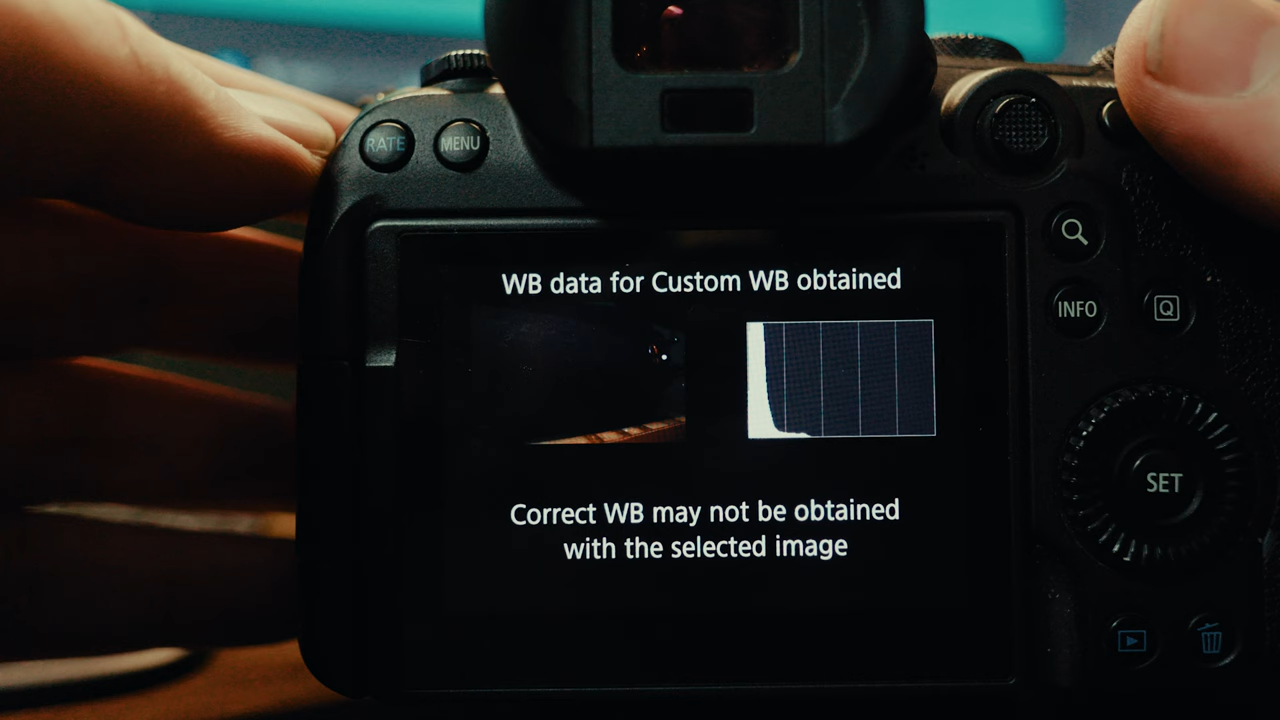 RATE
MENU
WB data for Custom WB obtained
INFO
Q
Correct WB may not be obtained
with the selected image
SET